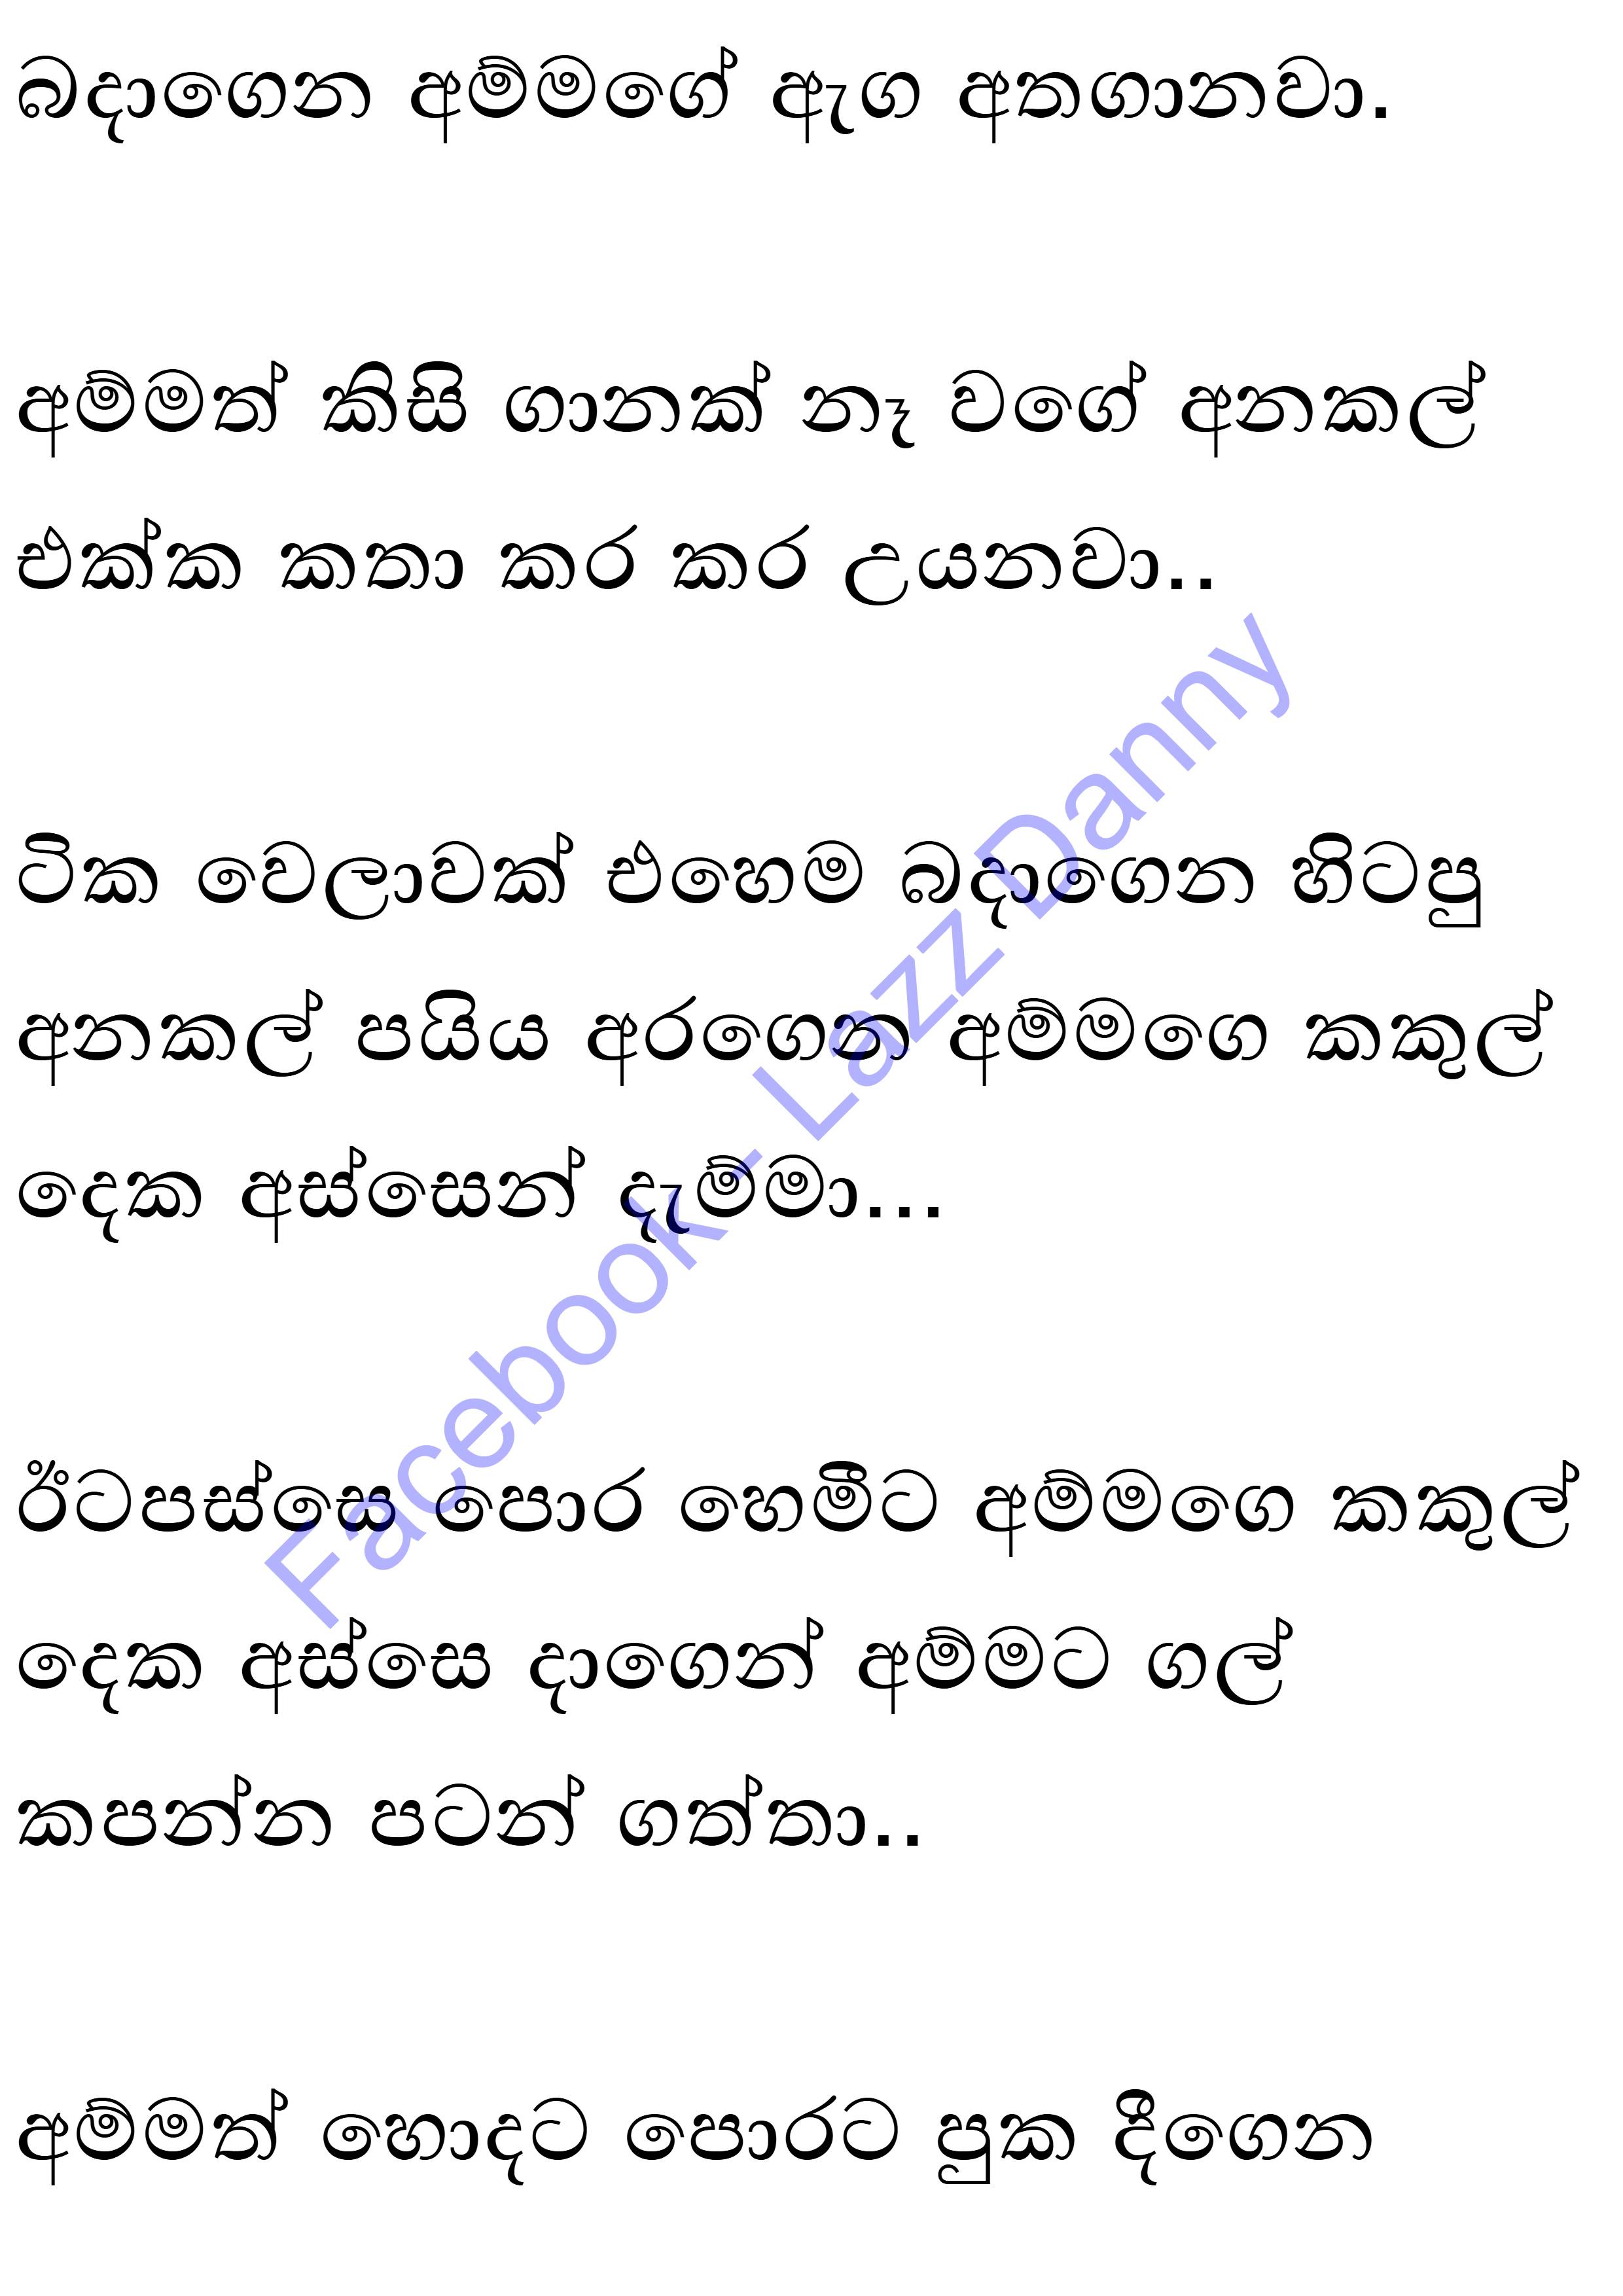 බදාගෙන අම්මගේ ඇග අතගානවා.
අම්මත් කිසි ගානක් නෑ වගේ අනකල්
එක්ක කතා කර කර උයනවා..
ටික වෙලාවක් එහෙම බදාගෙන හිටපු
අනකල් පයිය අරගෙන අම්මගෙ කකුල්
දෙක අස්සෙන් දැම්මා...
ඊටපස්සෙ පොර හෙමීට අම්මගෙ කකුල්
දෙක අස්සෙ දාගෙන් අම්මට ගල්
කපන්න පටන් ගත්තා..
අම්මත් හොදට පොරට පුක දීගෙන
Facebook - Lazz Danny